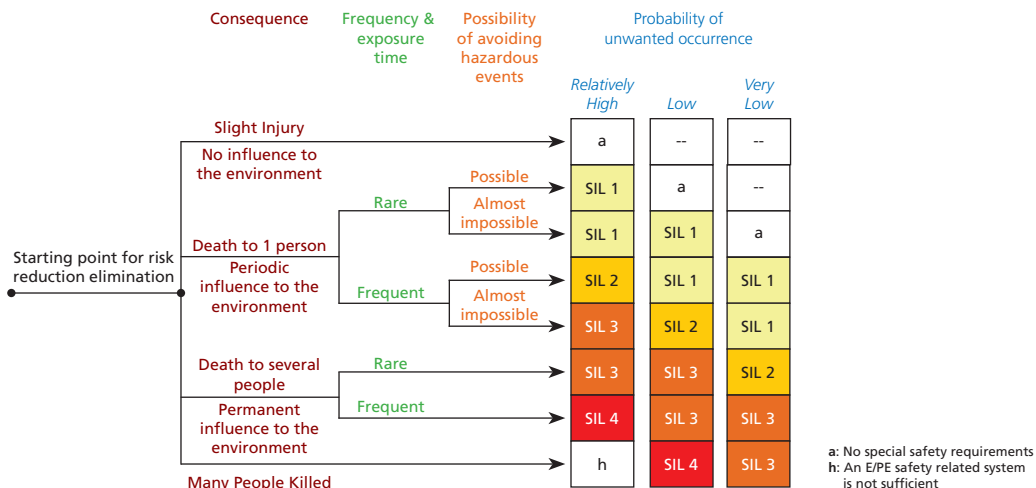 Consequence
Frequency &
exposure
time
Possibility
of avoiding
hazardous
events
Probability of
unwanted occurrence
Relatively
High
Low
Very
Low
Slight Injury
No influence to
the environment
a
--
--
Rare
Possible
SIL 1
a
--
Almost
impossible
SIL 1
SIL 1
a
Starting point for risk
reduction elimination
Death to 1 person
Periodic
influence to the
environment
Frequent
Possible
SIL 2
SIL 1
SIL 1
Almost
impossible
SIL 3
SIL 2
SIL 1
Death to several
people
Permanent
influence to the
environment
Rare
SIL 3
SIL 3
SIL 2
Frequent
SIL 4
SIL 3
SIL 3
Many People Killed
h
SIL 4
SIL 3
a: No special safety requirements
h: An E/PE safety related system
is not sufficient